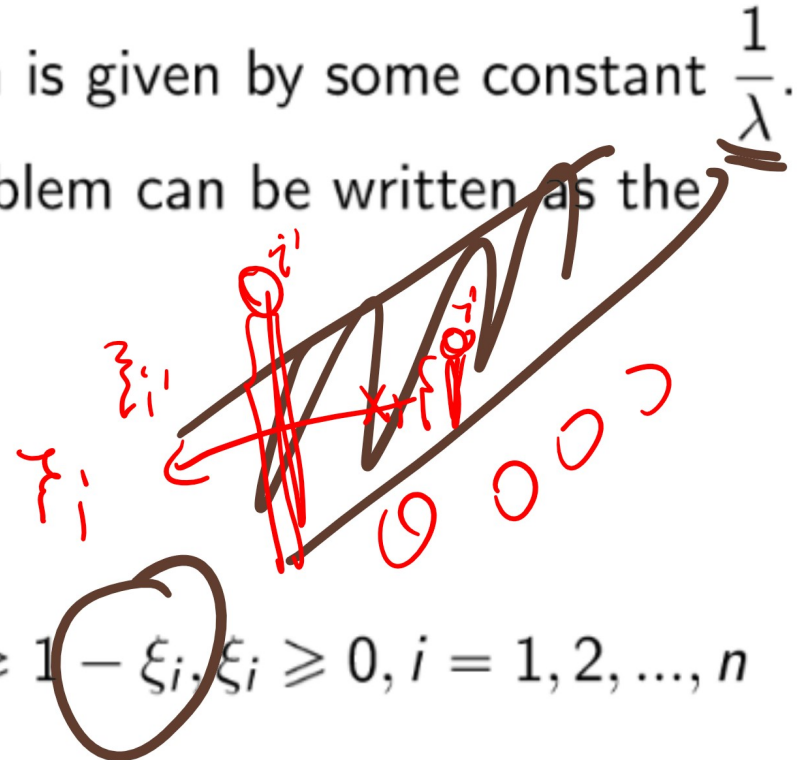 is given by some constant 1/λ.
blem can be written as the
i'
i'
ξi'
ξi
1 − ξi, ξi ⩾ 0, i = 1, 2, ..., n